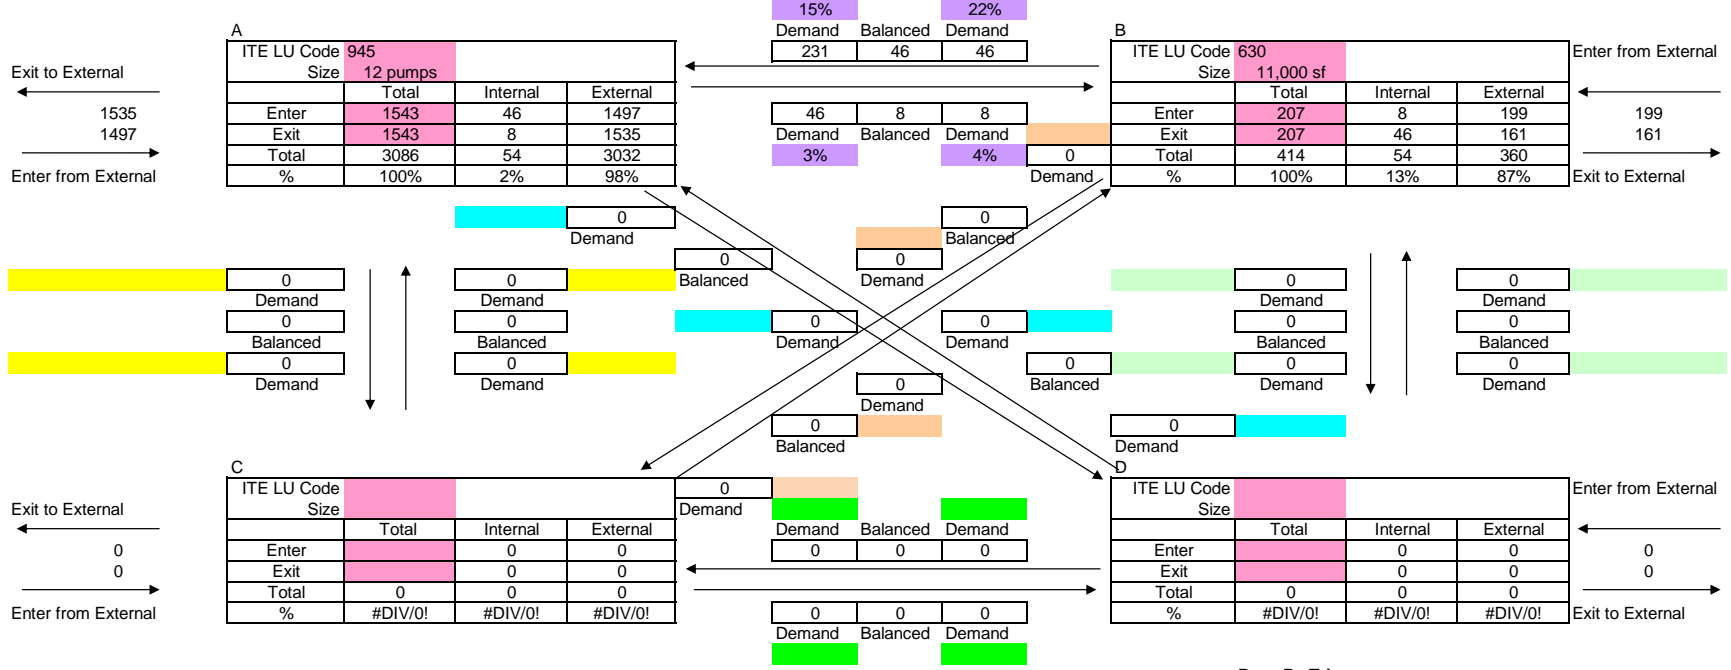 15% 22%
A Demand Balanced Demand B
ITE LU Code 945 231 46 46 ITE LU Code 630 Enter from External
Exit to External Size 12 pumps Size 11,000 sf
Total Internal External Total Internal External
1535 Enter 1543 46 1497 46 8 8 Enter 207 8 199 199
1497 Exit 1543 8 1535 Demand Balanced Demand Exit 207 46 161 161
Total 3086 54 3032 3% 4% 0 Total 414 54 360
Enter from External % 100% 2% 98% Demand % 100% 13% 87% Exit to External
0 0
Demand Balanced
0 0
Balanced Demand
0 0 0 0
Demand Demand Demand Demand
0 0 0 0 0 0
Balanced Balanced Demand Demand Balanced Balanced
0 0 0 0 0
Demand Demand Balanced Demand Demand
0
Demand
0 0
Balanced Demand
C D
ITE LU Code 0 ITE LU Code Enter from External
Exit to External Size Demand Size
Total Internal External Demand Balanced Demand Total Internal External
0 Enter 0 0 0 0 0 Enter 0 0 0
0 Exit 0 0 Exit 0 0 0
Total 0 0 0 Total 0 0 0
Enter from External % #DIV/0! #DIV/0! #DIV/0! 0 0 0 % #DIV/0! #DIV/0! #DIV/0! Exit to External
Demand Balanced Demand